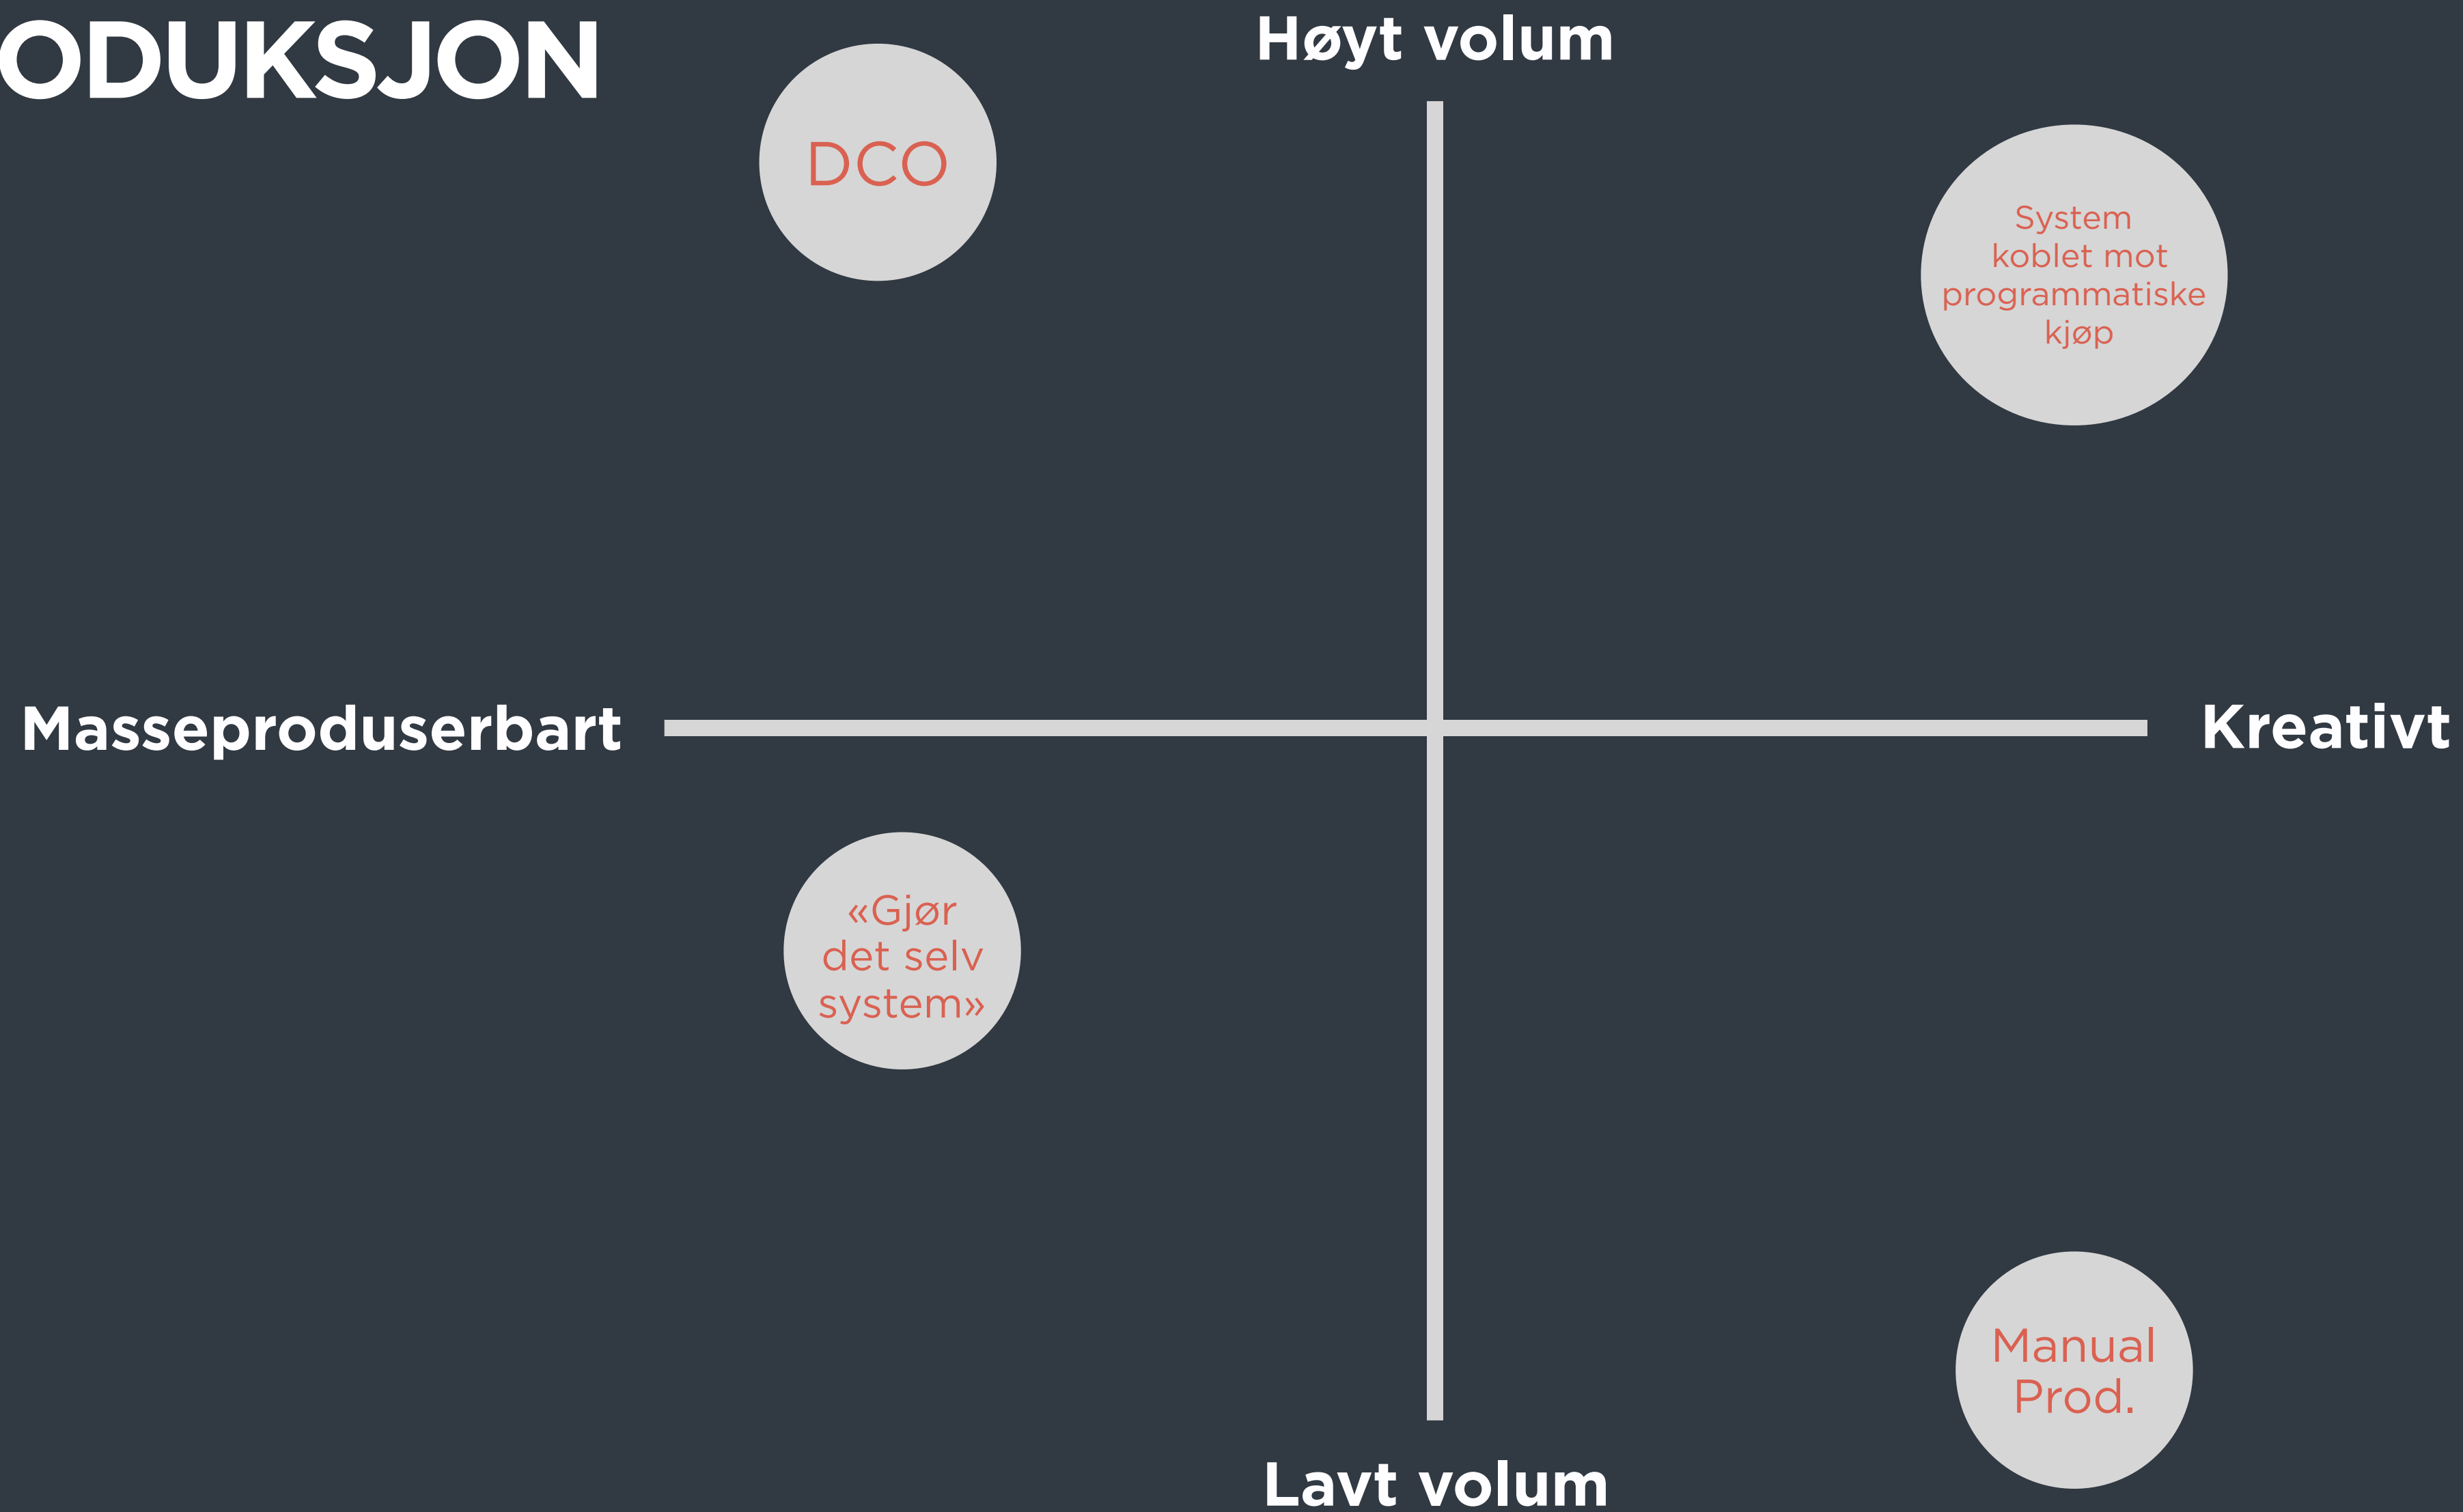 ODUKSJON
Høyt volum
DCO
System
koblet mot
programmatiske
kjøp
Masseproduserbart
Kreativt
«Gjør
det selv
system»
Manual
Prod.
Lavt volum